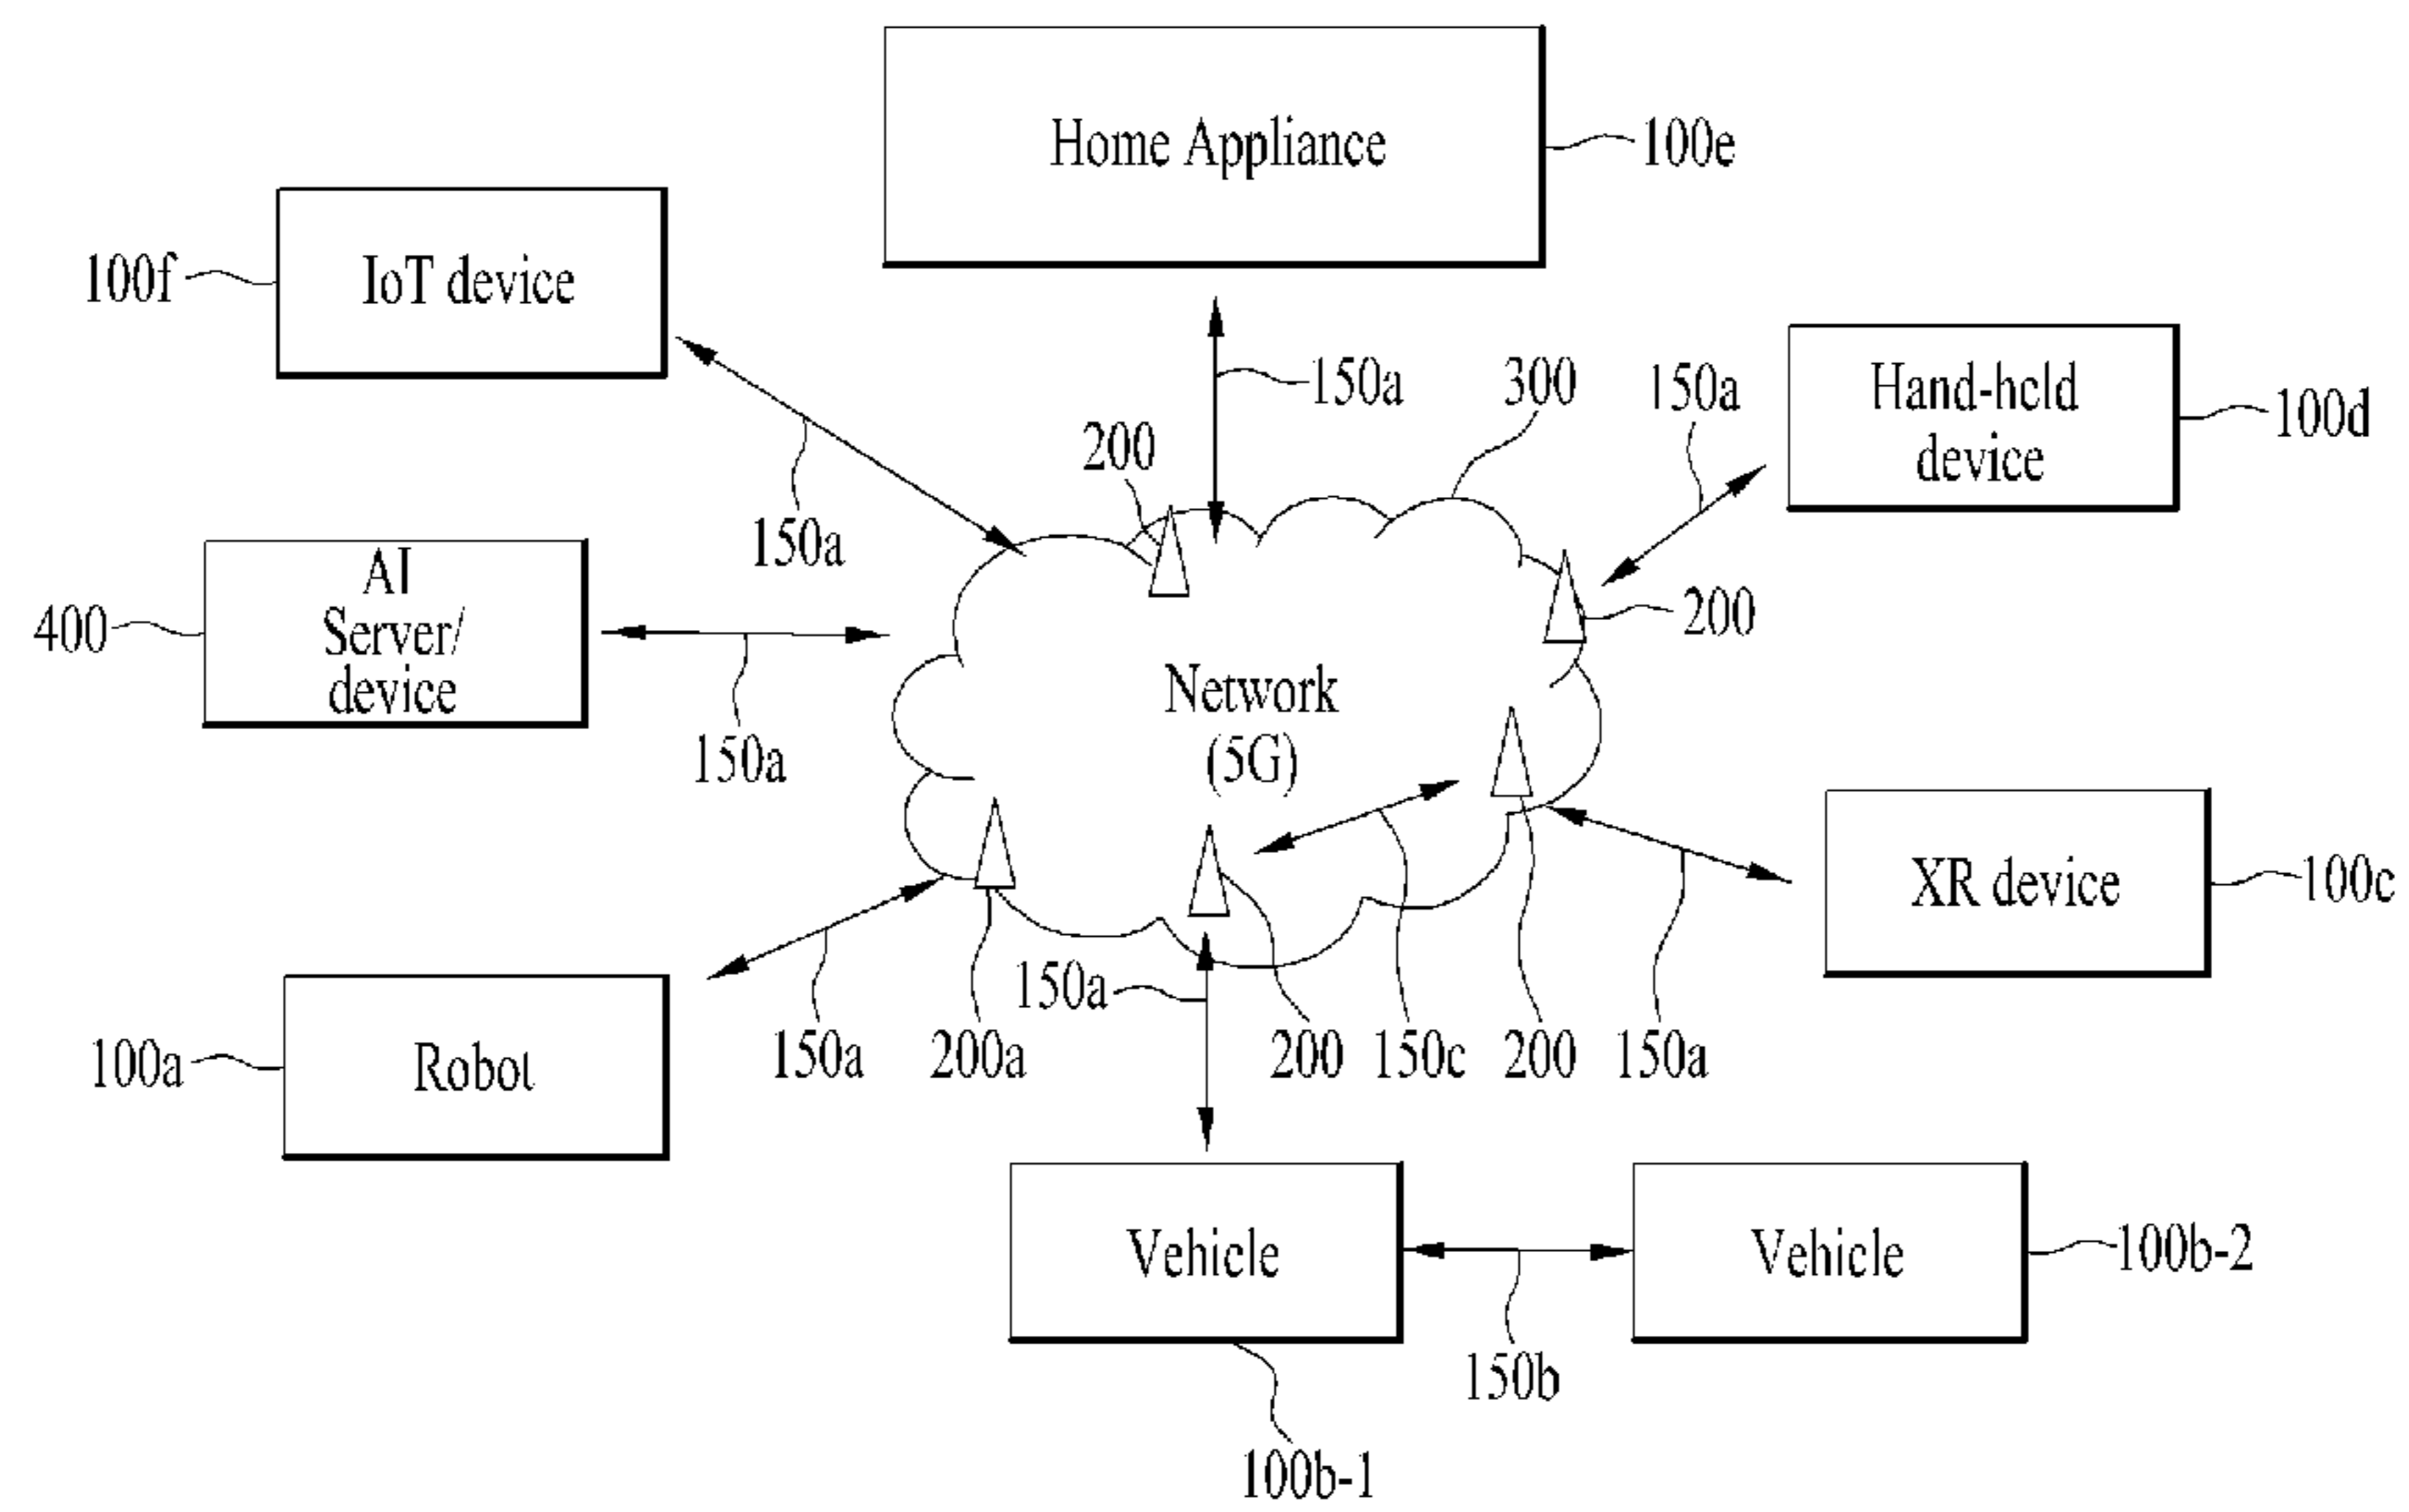 Home Appliance
100e
IoT device
100f
150a
300
150a
Hand-held
device
100d
200
150a
AI
Server/
device
400
200
Network
(5G)
150a
XR device
100c
150a
200a
150a
200
150c
200
150a
Robot
100a
Vehicle
Vehicle
100b-2
150b
100b-1